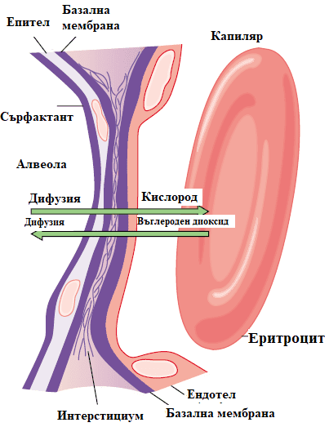 Базална
мембрана
Епител
Капиляр
Сърфактант
Алвеола
Дифузия
Кислород
Дифузия
Въглероден диоксид
Еритроцит
Ендотел
Интерстициум
Базална мембрана